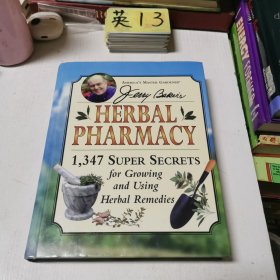 英13
AMERICA'S MASTER GARDENER
Jerry Baker's
HERBAL
PHARMACY
1,347 SUPER SECRETS
for Growing
and Using
Herbal Remedies